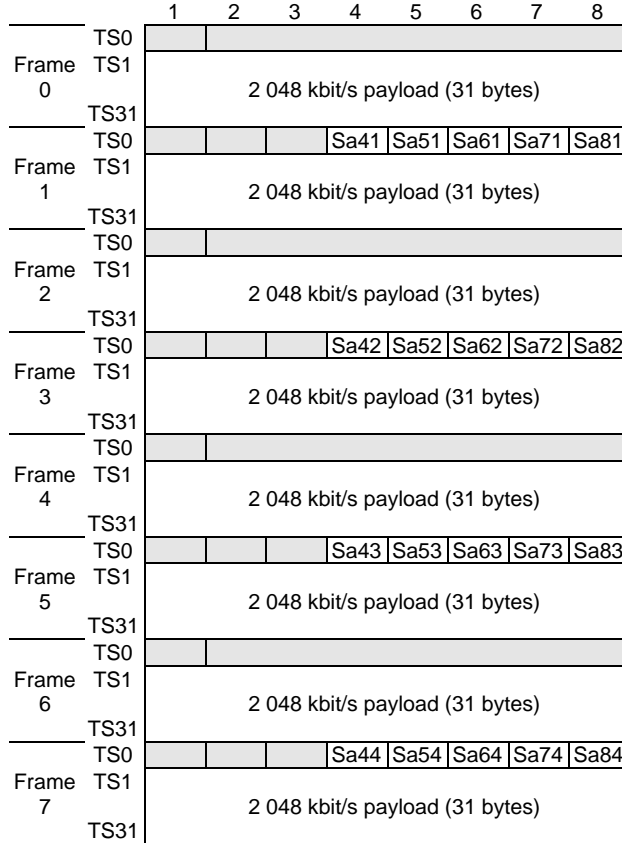 1 2 3 4 5 6 7 8
TS0
Frame TS1
0 2 048 kbit/s payload (31 bytes)
TS31
TS0 Sa41 Sa51 Sa61 Sa71 Sa81
Frame TS1
1 2 048 kbit/s payload (31 bytes)
TS31
TS0
Frame TS1
2 2 048 kbit/s payload (31 bytes)
TS31
TS0 Sa42 Sa52 Sa62 Sa72 Sa82
Frame TS1
3 2 048 kbit/s payload (31 bytes)
TS31
TS0
Frame TS1
4 2 048 kbit/s payload (31 bytes)
TS31
TS0 Sa43 Sa53 Sa63 Sa73 Sa83
Frame TS1
5 2 048 kbit/s payload (31 bytes)
TS31
TS0
Frame TS1
6 2 048 kbit/s payload (31 bytes)
TS31
TS0 Sa44 Sa54 Sa64 Sa74 Sa84
Frame TS1
7 2 048 kbit/s payload (31 bytes)
TS31